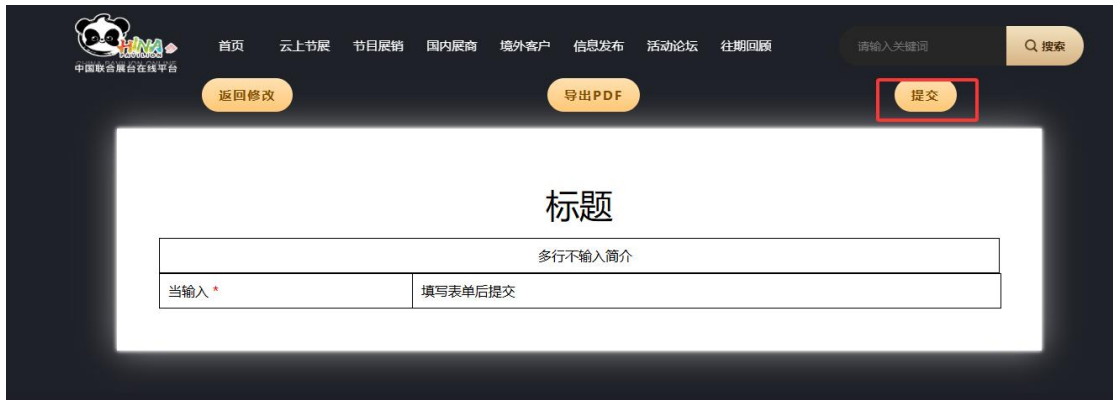 CHINA
首页 云上节展 节目展销 国内展商 境外客户 信息发布 活动论坛 往期回顾 请输入关键词 搜索
中国联合展台在线平台
返回修改 导出PDF 提交
标题
多行不输入简介
当输入 * 填写表单后提交